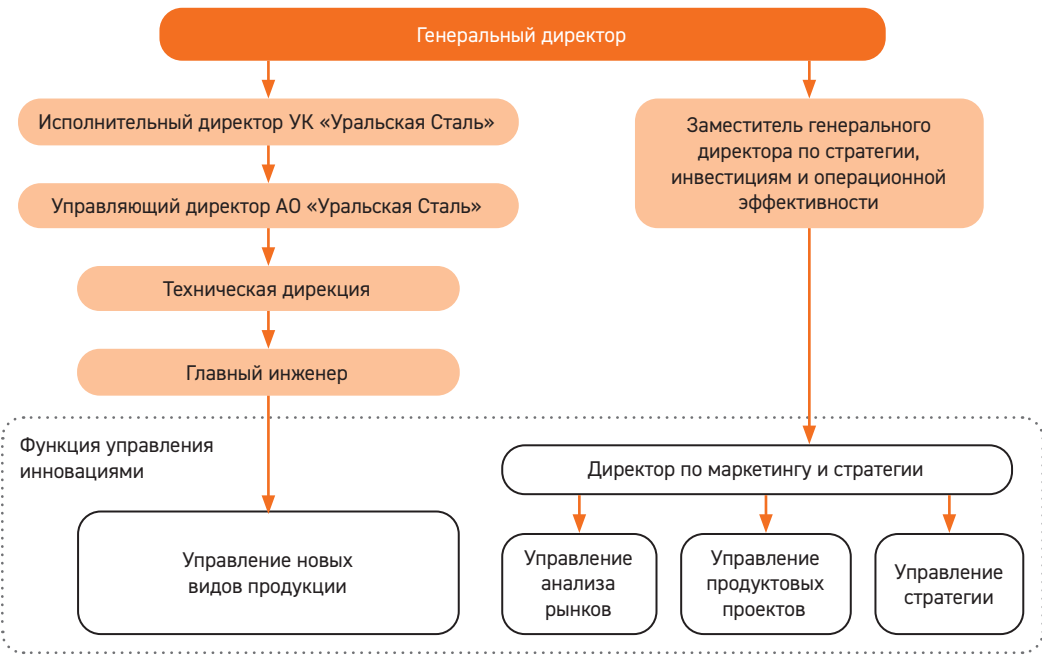 Генеральный директор
Исполнительный директор УК «Уральская Сталь»
Управляющий директор АО «Уральская Сталь»
Техническая дирекция
Главный инженер
Заместитель генерального
директора по стратегии,
инвестициям и операционной
эффективности
Функция управления
инновациями
Управление новых
видов продукции
Директор по маркетингу и стратегии
Управление
анализа
рынков
Управление
продуктовых
проектов
Управление
стратегии